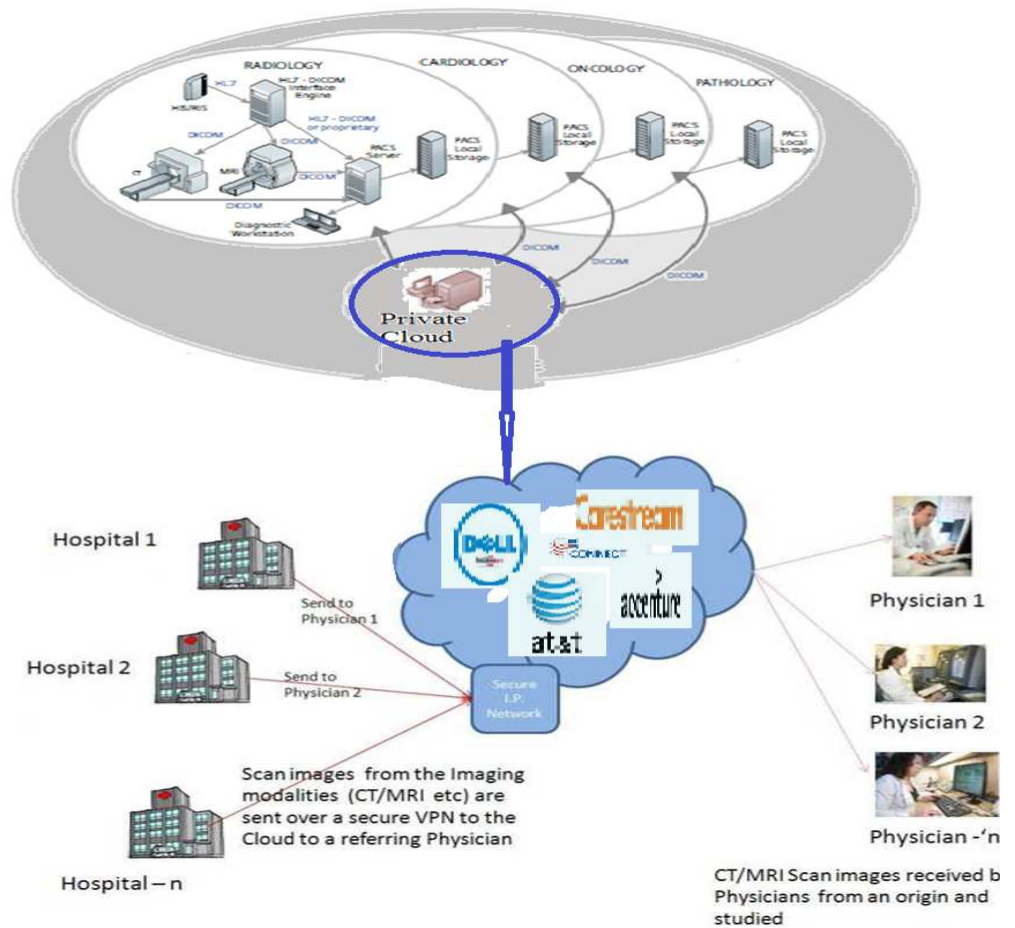 RADIOLOGY
CARDIOLOGY
ONCOLOGY
PATHOLOGY
HL7
HL7 - DICOM
Interface
Engine
HIS/RIS
HL7 - DICOM
or proprietary
DICOM
DICOM
PACS
Server
PACS
Local
Storage
PACS
Local
Storage
PACS
Local
Storage
PACS
Local
Storage
CT
MRI
DICOM
DICOM
Diagnostic
Workstation
DICOM
DICOM
DICOM
Private
Cloud
Carestream
DELL
CONNECT
accenture
at&t
Hospital 1
Send to
Physician 1
Physician 1
Hospital 2
Send to
Physician 2
Secure
I.P.
Network
Physician 2
Scan images from the Imaging
modalities (CT/MRI etc) are
sent over a secure VPN to the
Cloud to a referring Physician
Hospital – n
Physician -‘n
CT/MRI Scan images received b
Physicians from an origin and
studied